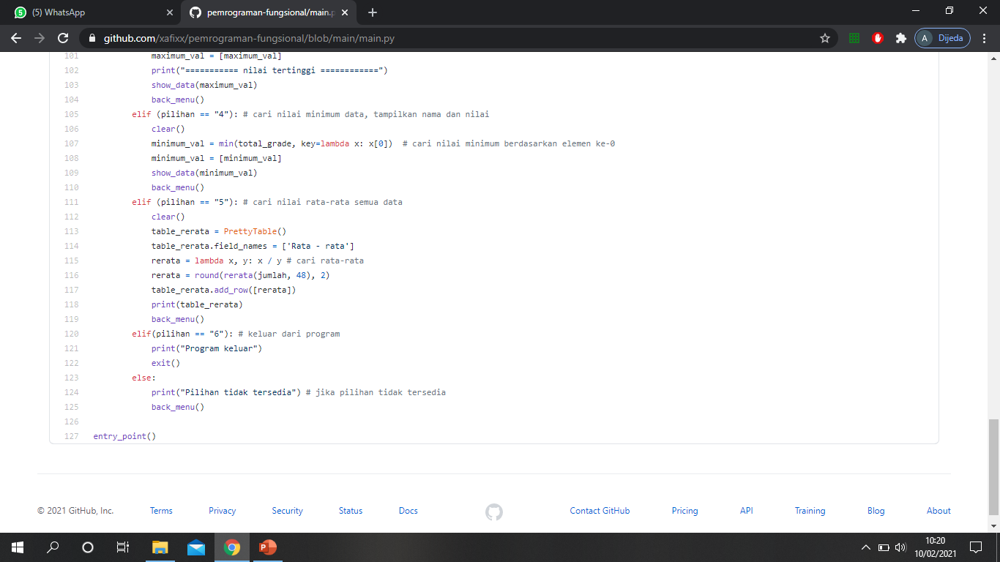 (5) WhatsApp
pemrograman-fungsional/main.p
github.com/xafixx/pemrograman-fungsional/blob/main/main.py
A Dijeda
101 maximum_val = [maximum_val]
102 print("=========== nilai tertinggi ============")
103 show_data(maximum_val)
104 back_menu()
105 elif (pilihan == "4"): # cari nilai minimum data, tampilkan nama dan nilai
106 clear()
107 minimum_val = min(total_grade, key=lambda x: x[0])  # cari nilai minimum berdasarkan elemen ke-0
108 minimum_val = [minimum_val]
109 show_data(minimum_val)
110 back_menu()
111 elif (pilihan == "5"): # cari nilai rata-rata semua data
112 clear()
113 table_rerata = PrettyTable()
114 table_rerata.field_names = ['Rata - rata']
115 rerata = lambda x, y: x / y # cari rata-rata
116 rerata = round(rerata(jumlah, 48), 2)
117 table_rerata.add_row([rerata])
118 print(table_rerata)
119 back_menu()
120 elif(pilihan == "6"): # keluar dari program
121 print("Program keluar")
122 exit()
123 else:
124 print("Pilihan tidak tersedia") # jika pilihan tidak tersedia
125 back_menu()
126
127 entry_point()
© 2021 GitHub, Inc. Terms Privacy Security Status Docs Contact GitHub Pricing API Training Blog About
10:20
10/02/2021